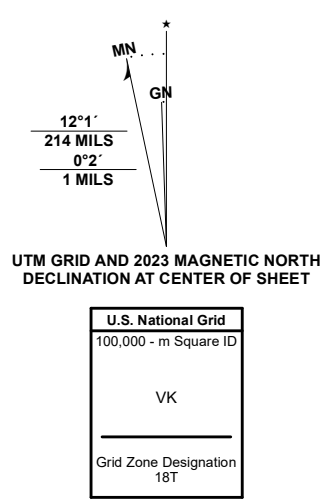 MN
GN
12°1´
214 MILS
0°2´
1 MILS
UTM GRID AND 2023 MAGNETIC NORTH
DECLINATION AT CENTER OF SHEET
U.S. National Grid
100,000 - m Square ID
VK
Grid Zone Designation
18T